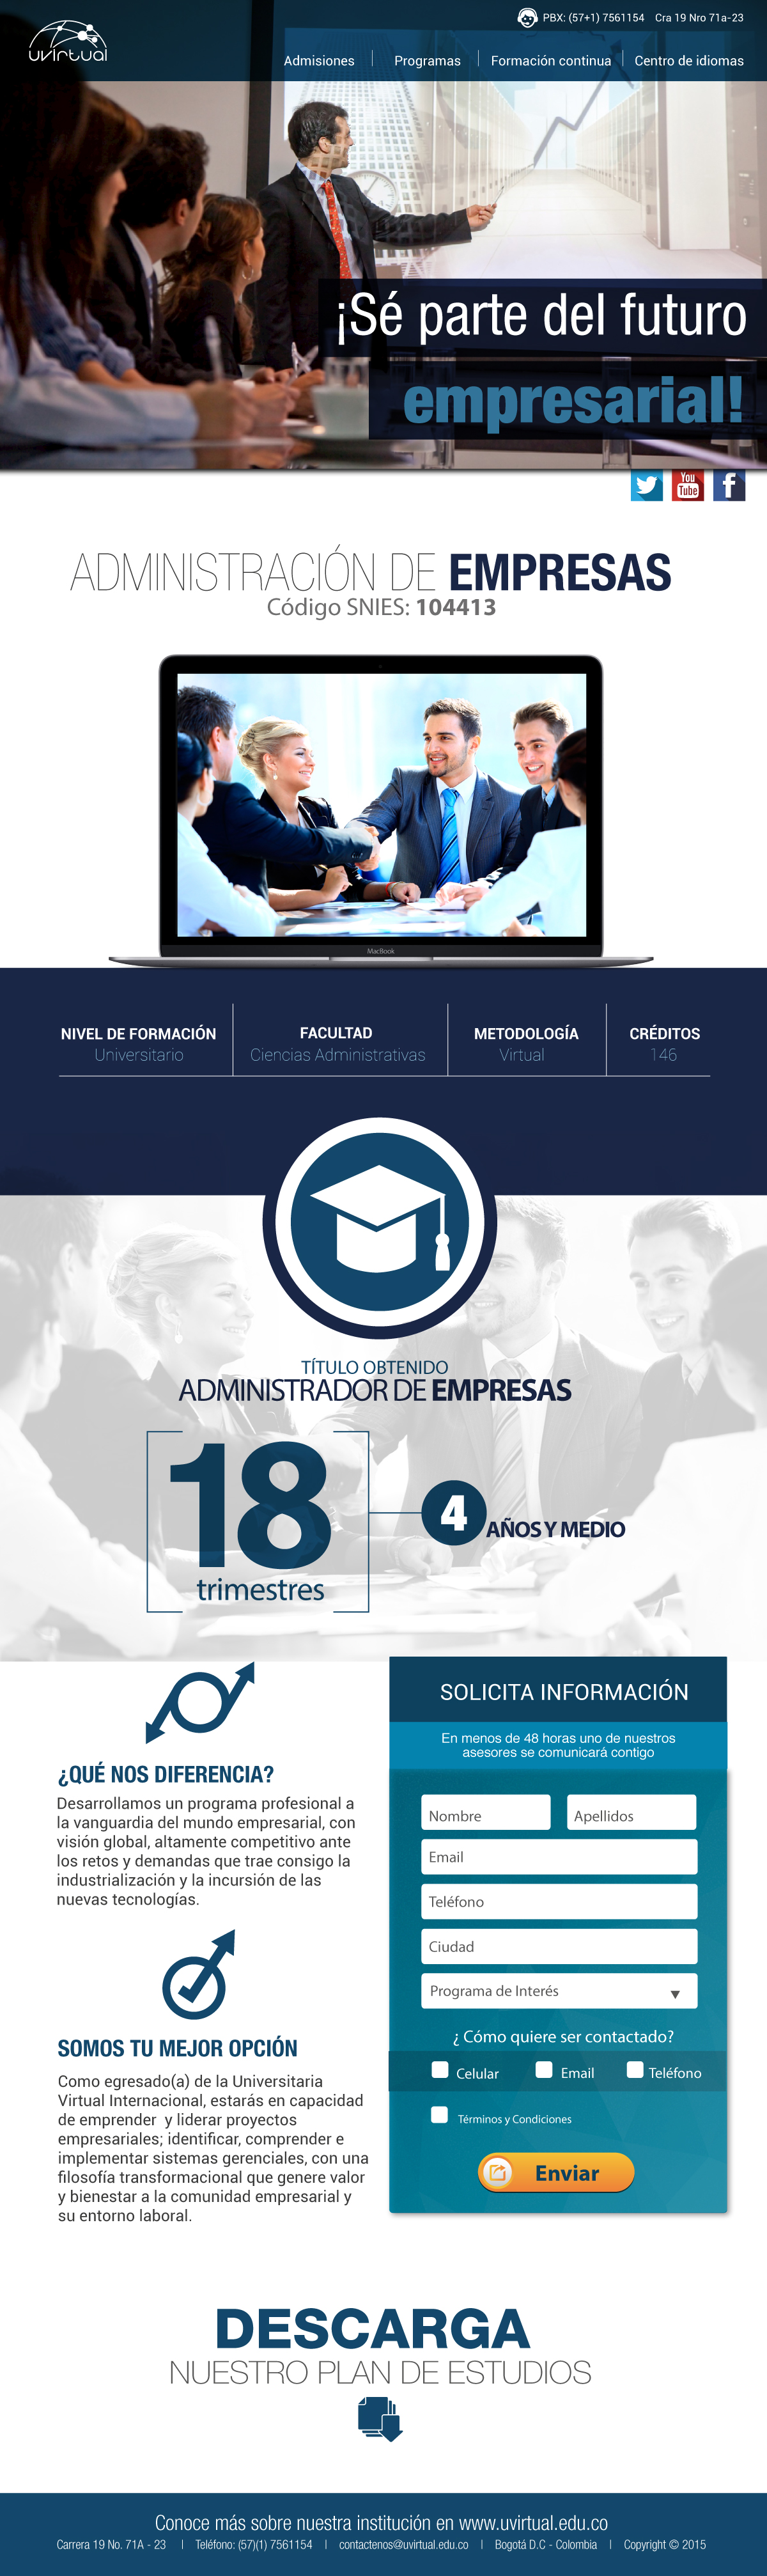 PBX: (57+1) 7561154 Cra 19 Nro 71a-23
uvirtual
Admisiones Programas Formación continua Centro de idiomas
¡Sé parte del futuro
empresarial!
You
Tube
f
ADMINISTRACIÓN DE EMPRESAS
Código SNIES: 104413
MacBook
NIVEL DE FORMACIÓN FACULTAD METODOLOGÍA CRÉDITOS
Universitario Ciencias Administrativas Virtual 146
TÍTULO OBTENIDO
ADMINISTRADOR DE EMPRESAS
18
trimestres
4 AÑOS Y MEDIO
¿QUÉ NOS DIFERENCIA?
Desarrollamos un programa profesional a
la vanguardia del mundo empresarial, con
visión global, altamente competitivo ante
los retos y demandas que trae consigo la
industrialización y la incursión de las
nuevas tecnologías.
SOMOS TU MEJOR OPCIÓN
Como egresado(a) de la Universitaria
Virtual Internacional, estarás en capacidad
de emprender y liderar proyectos
empresariales; identificar, comprender e
implementar sistemas gerenciales, con una
filosofía transformacional que genere valor
y bienestar a la comunidad empresarial y
su entorno laboral.
SOLICITA INFORMACIÓN
En menos de 48 horas uno de nuestros
asesores se comunicará contigo
Nombre Apellidos
Email
Teléfono
Ciudad
Programa de Interés
¿ Cómo quiere ser contactado?
Celular Email Teléfono
Términos y Condiciones
Enviar
DESCARGA
NUESTRO PLAN DE ESTUDIOS
Conoce más sobre nuestra institución en www.uvirtual.edu.co
Carrera 19 No. 71A - 23 | Teléfono: (57)(1) 7561154 | contactenos@uvirtual.edu.co | Bogotá D.C - Colombia | Copyright © 2015